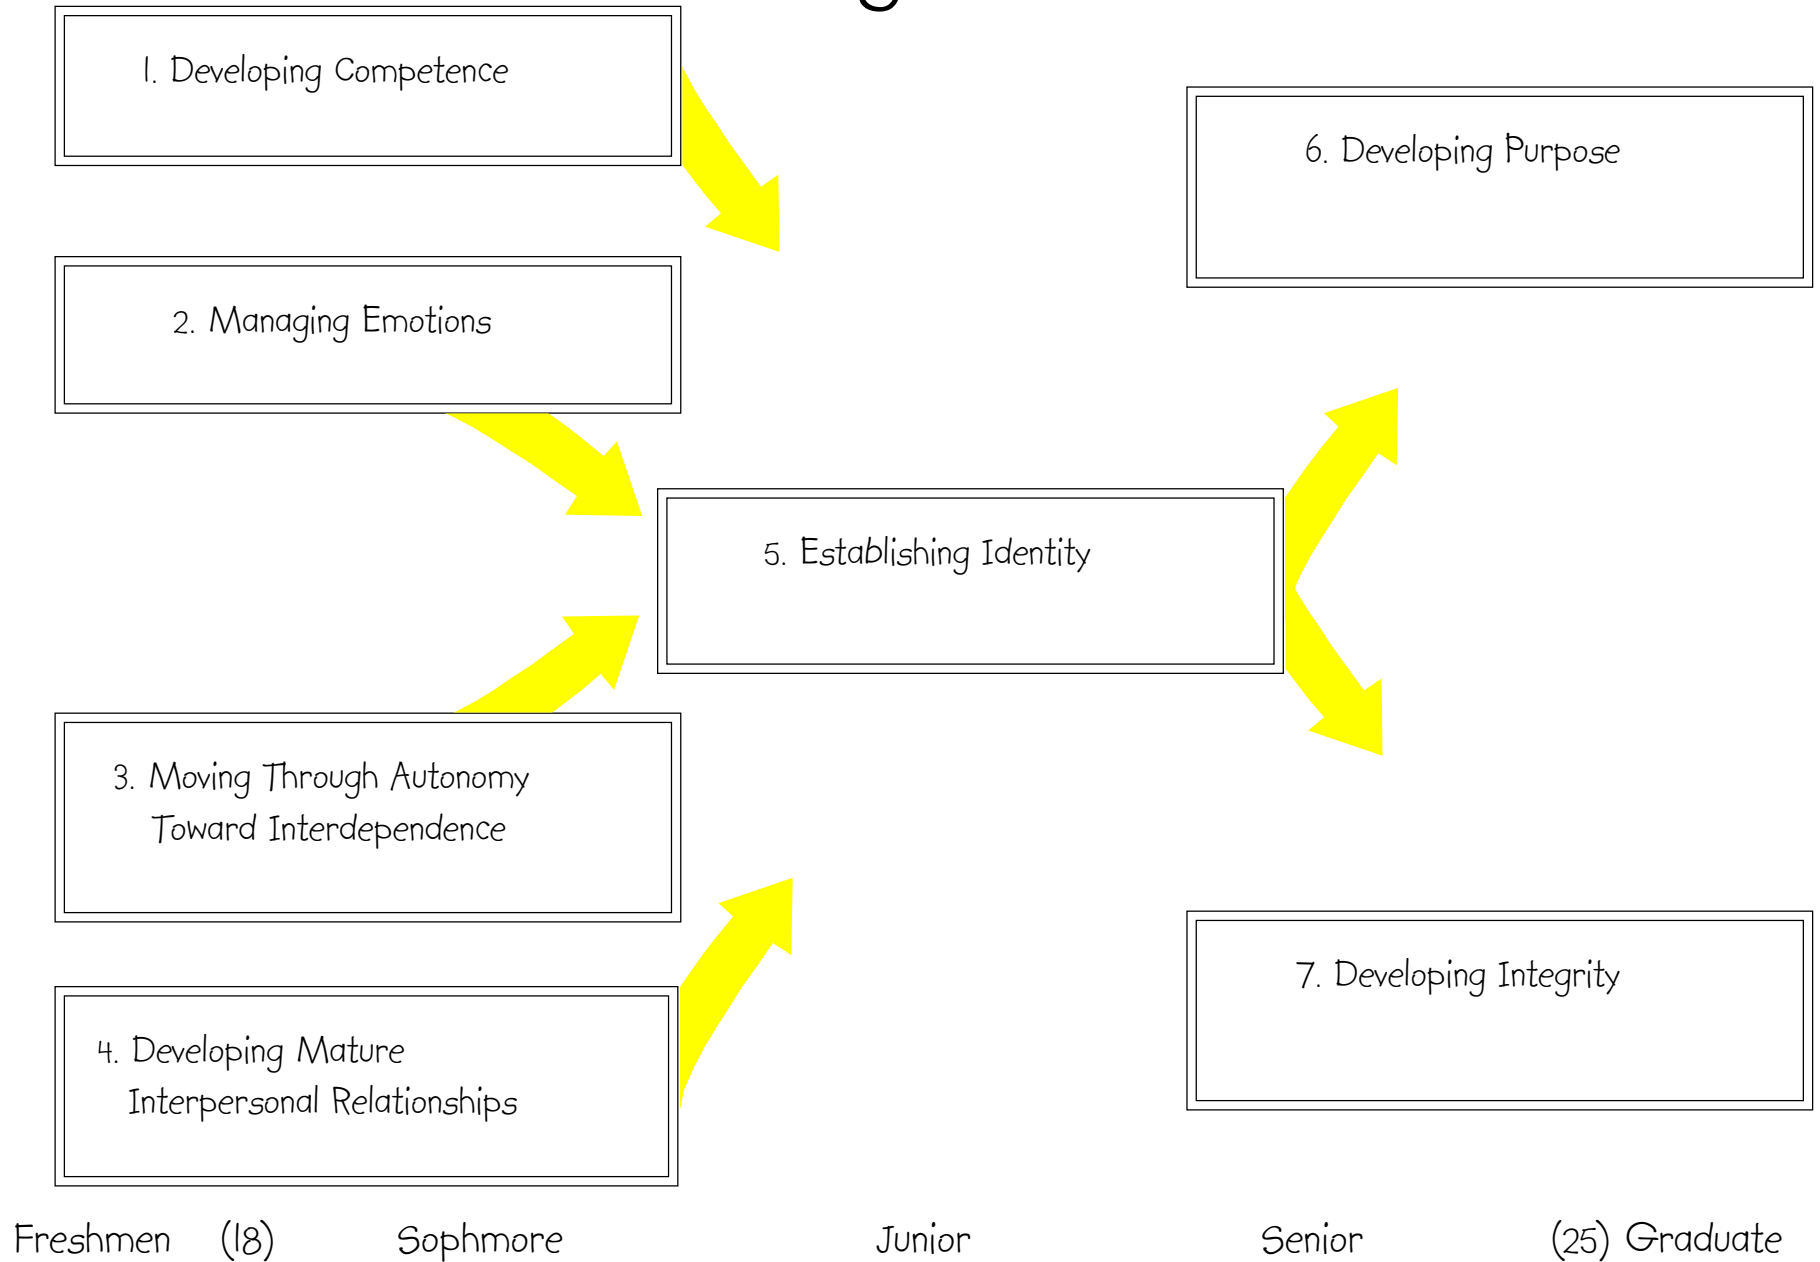 1. Developing Competence
2. Managing Emotions
3. Moving Through Autonomy
Toward Interdependence
4. Developing Mature
Interpersonal Relationships
5. Establishing Identity
6. Developing Purpose
7. Developing Integrity
Freshmen (18) Sophmore Junior Senior (25) Graduate